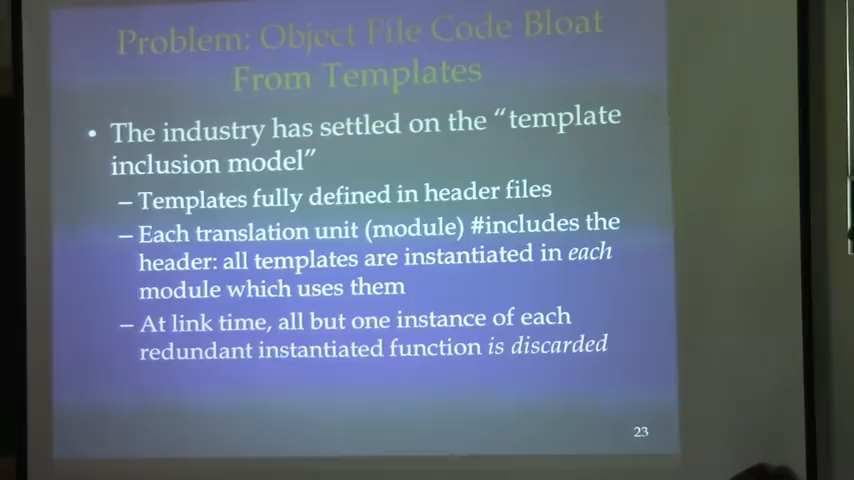 Problem: Object File Code Bloat
From Templates
• The industry has settled on the “template
inclusion model”
– Templates fully defined in header files
– Each translation unit (module) #includes the
header: all templates are instantiated in each
module which uses them
– At link time, all but one instance of each
redundant instantiated function is discarded
23